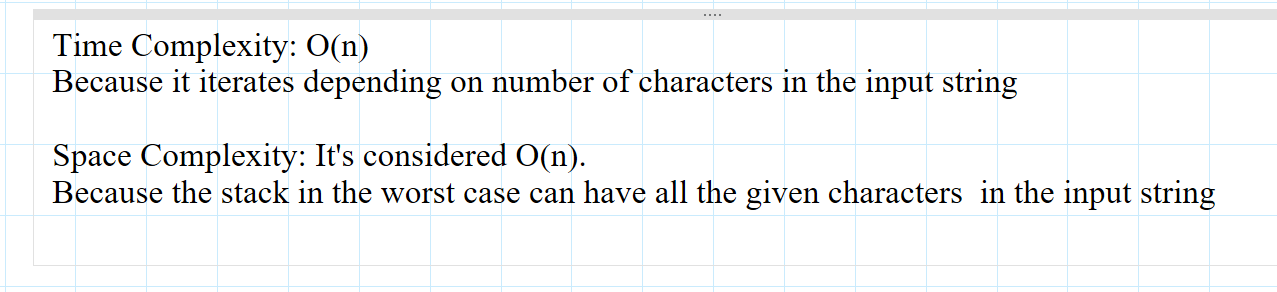 Time Complexity: O(n)
Because it iterates depending on number of characters in the input string
Space Complexity: It's considered O(n).
Because the stack in the worst case can have all the given characters  in the input string